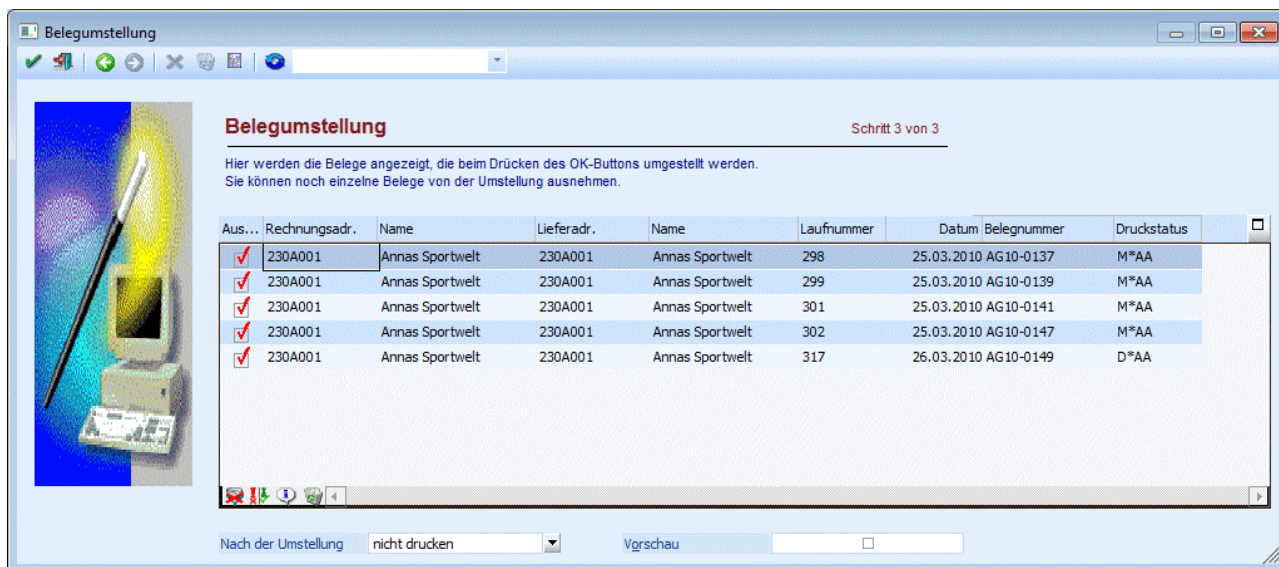 Belegumstellung
Belegumstellung Schritt 3 von 3
Hier werden die Belege angezeigt, die beim Drücken des OK-Buttons umgestellt werden.
Sie können noch einzelne Belege von der Umstellung ausnehmen.
Aus... Rechnungsadr. Name Lieferadr. Name Laufnummer Datum Belegnummer Druckstatus
230A001 Annas Sportwelt 230A001 Annas Sportwelt 298 25.03.2010 AG10-0137 M*AA
230A001 Annas Sportwelt 230A001 Annas Sportwelt 299 25.03.2010 AG10-0139 M*AA
230A001 Annas Sportwelt 230A001 Annas Sportwelt 301 25.03.2010 AG10-0141 M*AA
230A001 Annas Sportwelt 230A001 Annas Sportwelt 302 25.03.2010 AG10-0147 M*AA
230A001 Annas Sportwelt 230A001 Annas Sportwelt 317 26.03.2010 AG10-0149 D*AA
Nach der Umstellung nicht drucken Vorschau